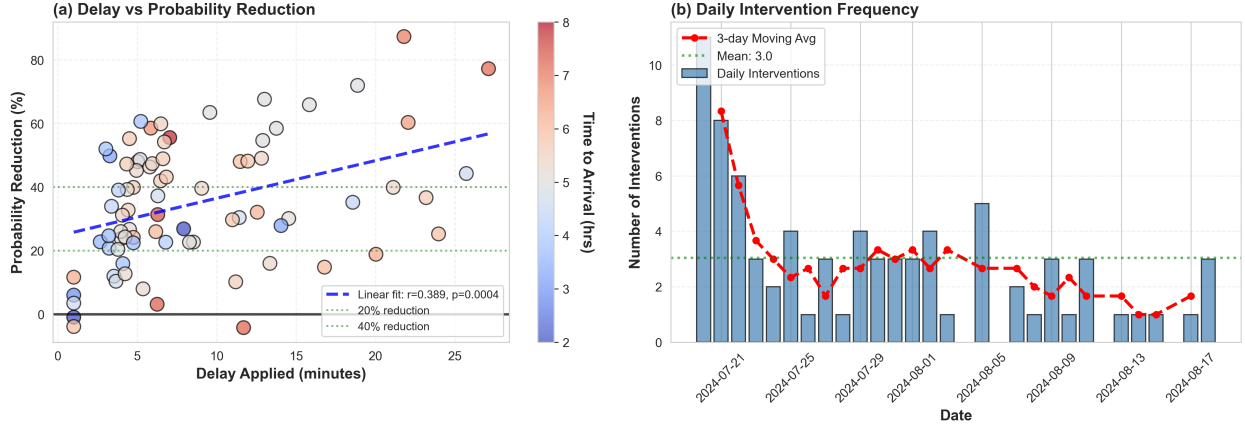 (a) Delay vs Probability Reduction
Probability Reduction (%)
80
60
40
20
0
0
5
10
15
20
25
Delay Applied (minutes)
Linear fit: r=0.389, p=0.0004
20% reduction
40% reduction
8
7
6
5
4
3
2
Time to Arrival (hrs)
(b) Daily Intervention Frequency
Number of Interventions
10
8
6
4
2
0
3-day Moving Avg
Mean: 3.0
Daily Interventions
2024-07-21
2024-07-25
2024-07-29
2024-08-01
2024-08-05
2024-08-09
2024-08-13
2024-08-17
Date